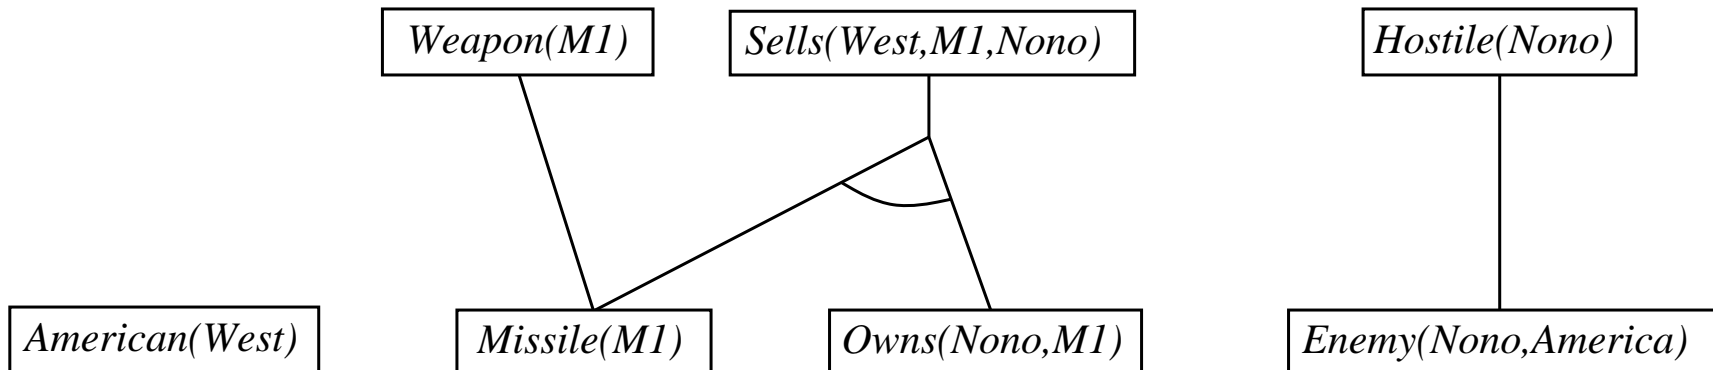 Weapon(M1)
Sells(West,M1,Nono)
Hostile(Nono)
American(West)
Missile(M1)
Owns(Nono,M1)
Enemy(Nono,America)